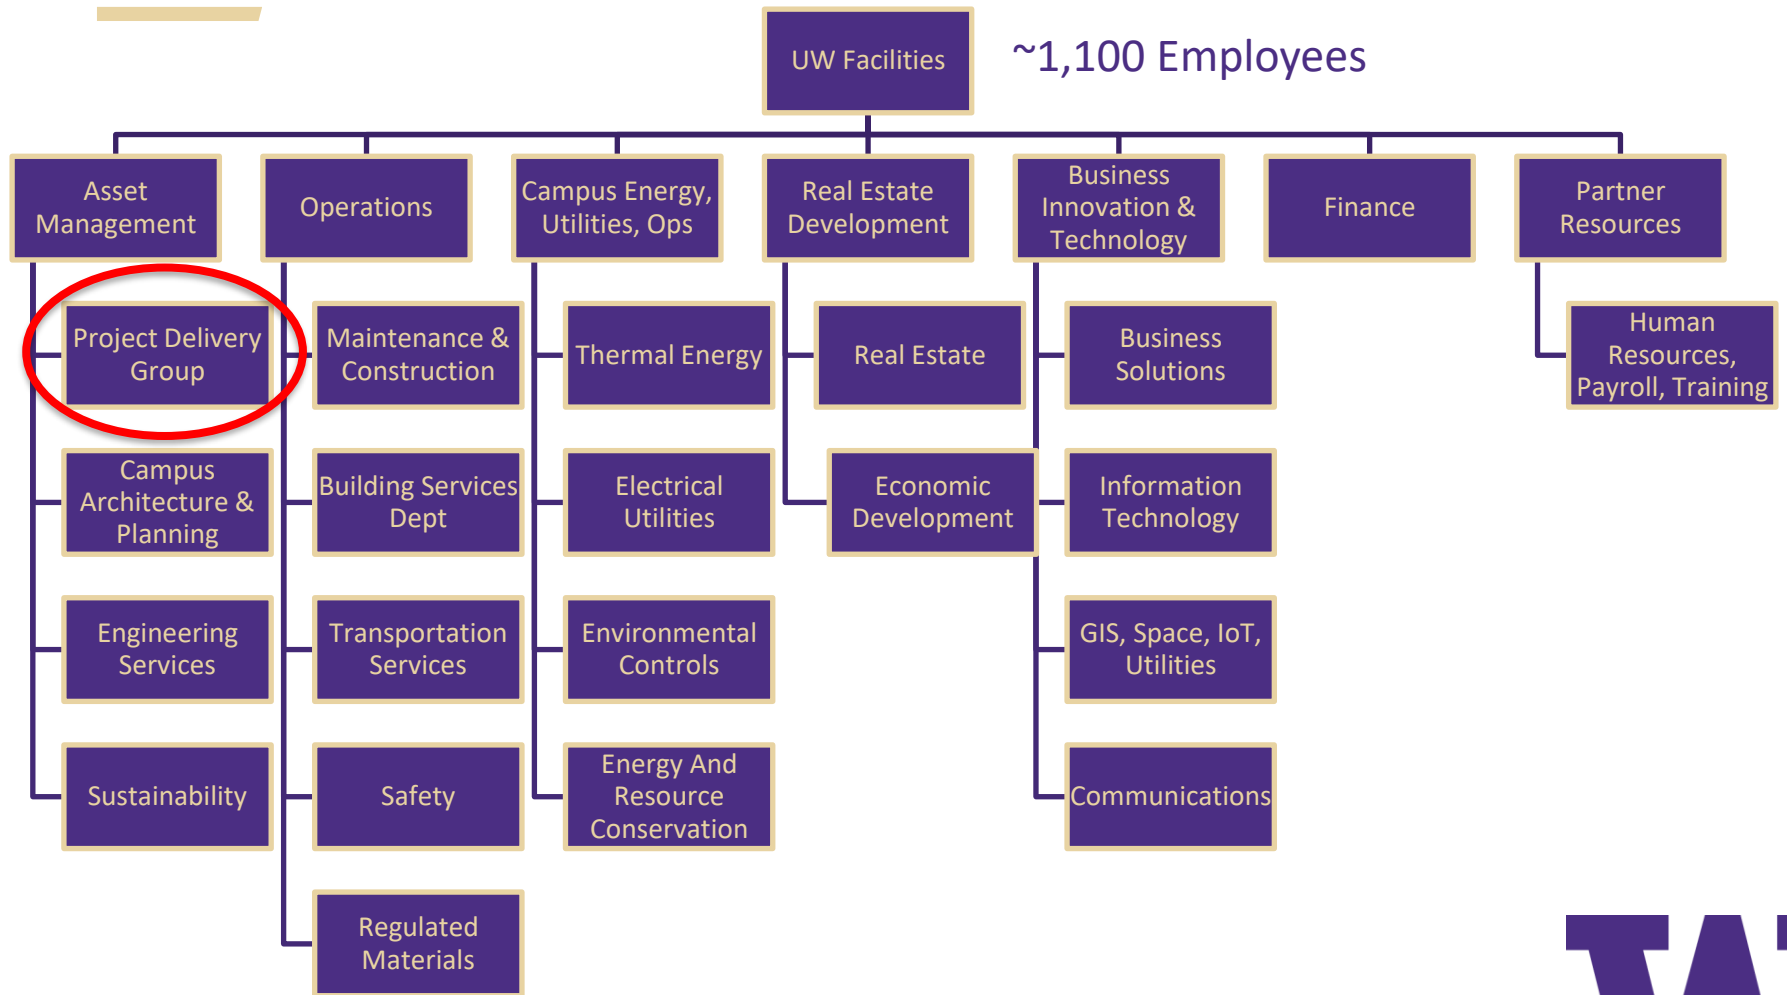 UW Facilities
~1,100 Employees
Asset
Management
Operations
Campus Energy,
Utilities, Ops
Real Estate
Development
Business
Innovation &
Technology
Finance
Partner
Resources
Project Delivery
Group
Maintenance &
Construction
Thermal Energy
Real Estate
Business
Solutions
Human
Resources,
Payroll, Training
Campus
Architecture &
Planning
Building Services
Dept
Electrical
Utilities
Economic
Development
Information
Technology
Engineering
Services
Transportation
Services
Environmental
Controls
GIS, Space, IoT,
Utilities
Sustainability
Safety
Energy And
Resource
Conservation
Communications
Regulated
Materials